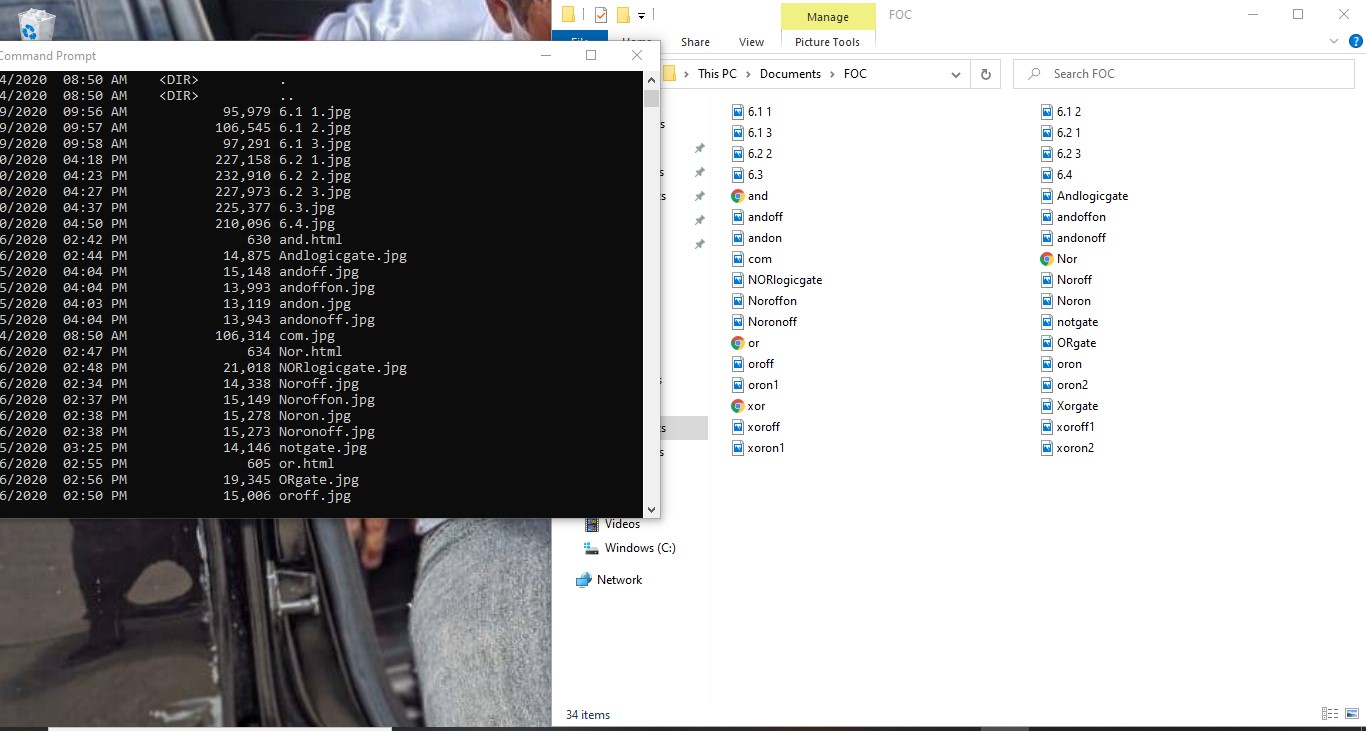 Manage
FOC
Home
Share
View
Picture Tools
Command Prompt
This PC
Documents
FOC
Search FOC
4/2020 08:50 AM <DIR> .
4/2020 08:50 AM <DIR> ..
9/2020 09:56 AM 95,979 6.1 1.jpg
9/2020 09:57 AM 106,545 6.1 2.jpg
9/2020 09:58 AM 97,291 6.1 3.jpg
0/2020 04:18 PM 227,158 6.2 1.jpg
0/2020 04:23 PM 232,910 6.2 2.jpg
0/2020 04:27 PM 227,973 6.2 3.jpg
0/2020 04:37 PM 225,377 6.3.jpg
0/2020 04:50 PM 210,096 6.4.jpg
6/2020 02:42 PM 630 and.html
6/2020 02:44 PM 14,875 Andlogicgate.jpg
5/2020 04:04 PM 15,148 andoff.jpg
5/2020 04:04 PM 13,993 andoffon.jpg
5/2020 04:03 PM 13,119 andon.jpg
5/2020 04:04 PM 13,943 andonoff.jpg
4/2020 08:50 AM 106,314 com.jpg
6/2020 02:47 PM 634 Nor.html
6/2020 02:48 PM 21,018 NORlogicgate.jpg
6/2020 02:34 PM 14,338 Noroff.jpg
6/2020 02:37 PM 15,149 Noroffon.jpg
6/2020 02:38 PM 15,278 Noron.jpg
6/2020 02:38 PM 15,273 Noronoff.jpg
5/2020 03:25 PM 14,146 notgate.jpg
6/2020 02:55 PM 605 or.html
6/2020 02:56 PM 19,345 ORgate.jpg
6/2020 02:50 PM 15,006 oroff.jpg
6.1 1 6.1 2
6.1 3 6.2 1
6.2 2 6.2 3
6.3 6.4
and Andlogicgate
andoff andoffon
andon andonoff
com Nor
NORlogicgate Noroff
Noroffon Noron
Noronoff notgate
or ORgate
oroff oron
oron1 oron2
xor Xorgate
xoroff xoroff1
xoron1 xoron2
Videos
Windows (C:)
Network
34 items